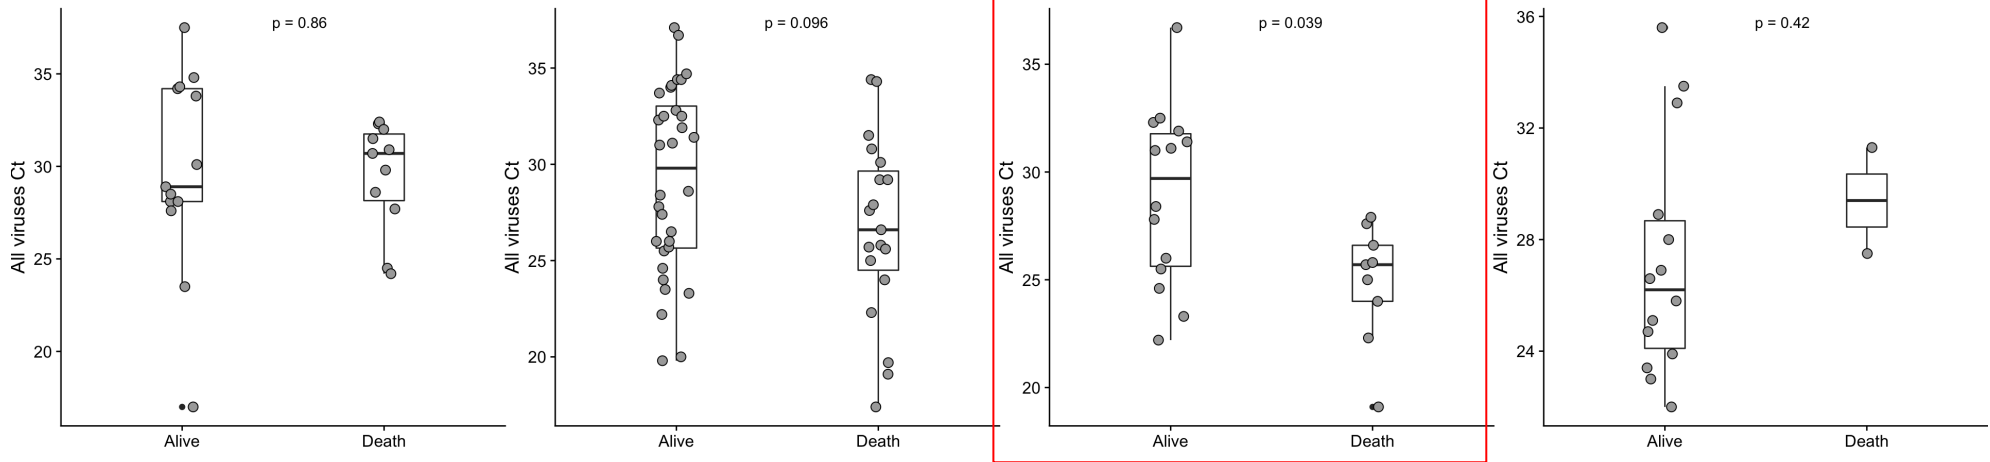 p = 0.86
All viruses Ct
35
30
25
20
Alive
Death
p = 0.096
All viruses Ct
35
30
25
20
Alive
Death
p = 0.039
All viruses Ct
35
30
25
20
Alive
Death
p = 0.42
All viruses Ct
36
32
28
24
Alive
Death